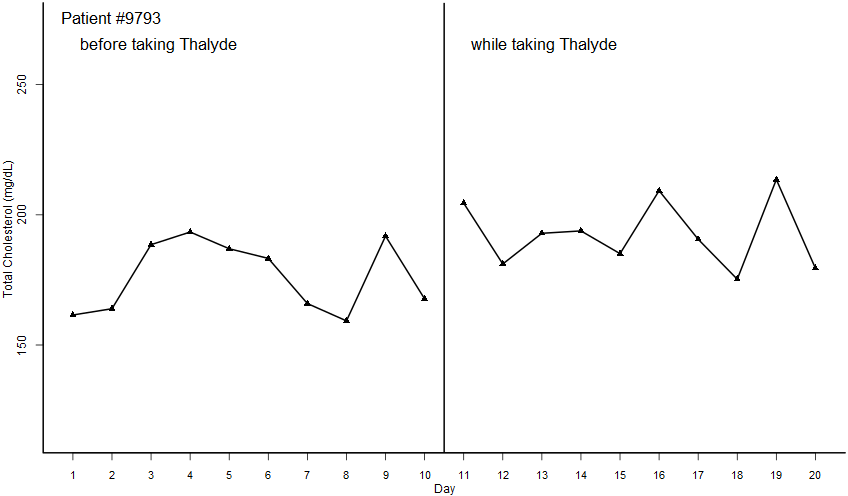 Patient #9793
before taking Thalyde
while taking Thalyde
Total Cholesterol (mg/dL)
250
200
150
1 2 3 4 5 6 7 8 9 10 11 12 13 14 15 16 17 18 19 20
Day